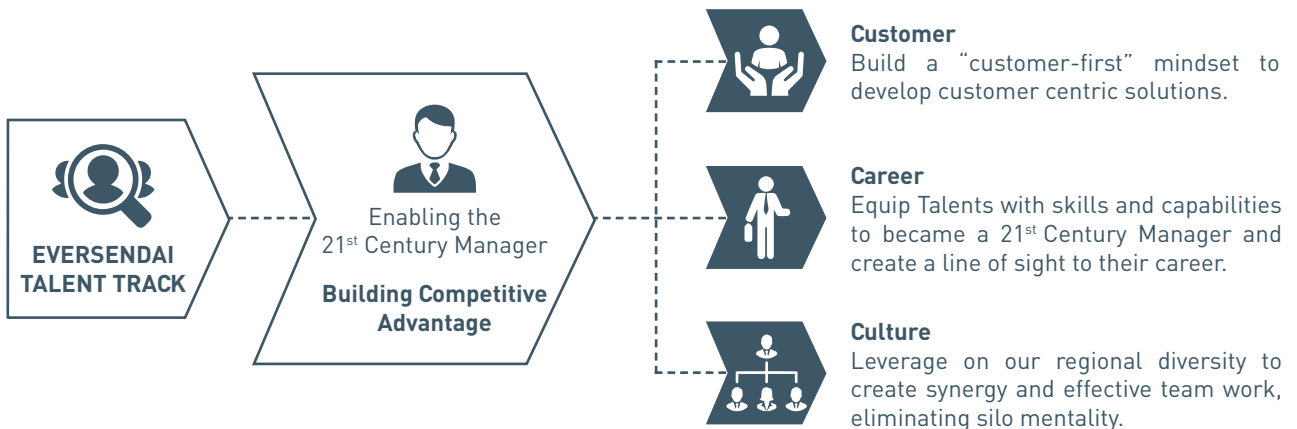 EVERSENDAI
TALENT TRACK
Enabling the
21st Century Manager
Building Competitive
Advantage
Customer
Build a “customer-first” mindset to
develop customer centric solutions.
Career
Equip Talents with skills and capabilities
to became a 21st Century Manager and
create a line of sight to their career.
Culture
Leverage on our regional diversity to
create synergy and effective team work,
eliminating silo mentality.